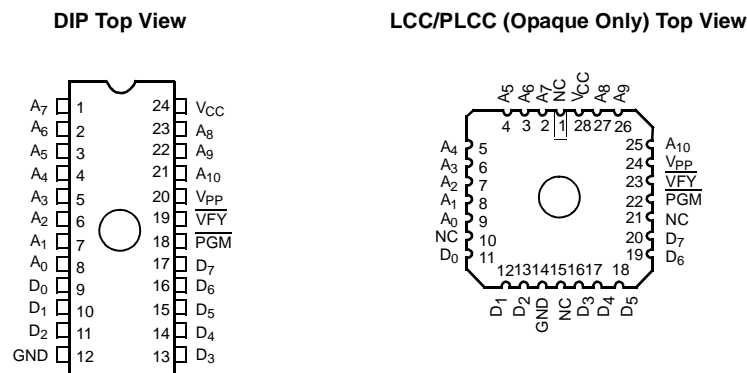 DIP Top View
LCC/PLCC (Opaque Only) Top View
A7 1 24 VCC
A6 2 23 A8
A5 3 22 A9
A4 4 21 A10
A3 5 20 VPP
A2 6 19 VFY
A1 7 18 PGM
A0 8 17 D7
D0 9 16 D6
D1 10 15 D5
D2 11 14 D4
GND 12 13 D3
A5 A6 A7 NC VCC A8 A9
4 3 2 1 28 27 26
A4 5 25 A10
A3 6 24 VPP
A2 7 23 VFY
A1 8 22 PGM
A0 9 21 NC
NC 10 20 D7
D0 11 19 D6
12 13 14 15 16 17 18
D1 D2 GND NC D3 D4 D5